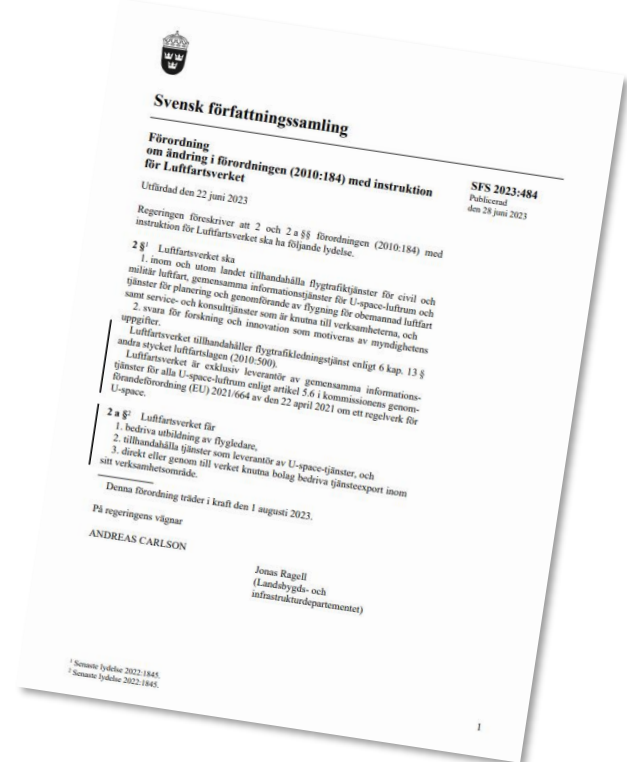 Svensk författningssamling
Förordning
om ändring i förordningen (2010:184) med instruktion
för Luftfartsverket
SFS 2023:484
Publicerad
den 28 juni 2023
Utfärdad den 22 juni 2023
Regeringen föreskriver att 2 och 2 a §§ förordningen (2010:184) med
instruktion för Luftfartsverket ska ha följande lydelse.
2 §¹ Luftfartsverket ska
1. inom och utom landet tillhandahålla flygtrafiktjänster för civil och
militär luftfart, gemensamma informationstjänster för U-space-luftrum och
tjänster för planering och genomförande av flygning för obemannad luftfart
samt service- och konsulttjänster som är knutna till verksamheterna, och
2. svara för forskning och innovation som motiveras av myndighetens
uppgifter.
Luftfartsverket tillhandahåller flygtrafikledningstjänst enligt 6 kap. 13 §
andra stycket luftfartslagen (2010:500).
Luftfartsverket är exklusiv leverantör av gemensamma informations-
tjänster för alla U-space-luftrum enligt artikel 5.6 i kommissionens genom-
förandeförordning (EU) 2021/664 av den 22 april 2021 om ett regelverk för
U-space.
2 a §² Luftfartsverket får
1. bedriva utbildning av flygledare,
2. tillhandahålla tjänster som leverantör av U-space-tjänster, och
3. direkt eller genom till verket knutna bolag bedriva tjänsteexport inom
sitt verksamhetsområde.
Denna förordning träder i kraft den 1 augusti 2023.
På regeringens vägnar
ANDREAS CARLSON
Jonas Ragell
(Landsbygds- och
infrastrukturdepartementet)
¹ Senaste lydelse 2022:1845.
² Senaste lydelse 2022:1845.
1